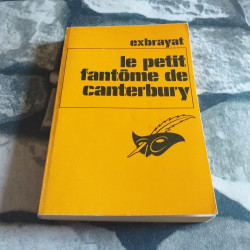 exbrayat
le petit
fantôme de
canterbury